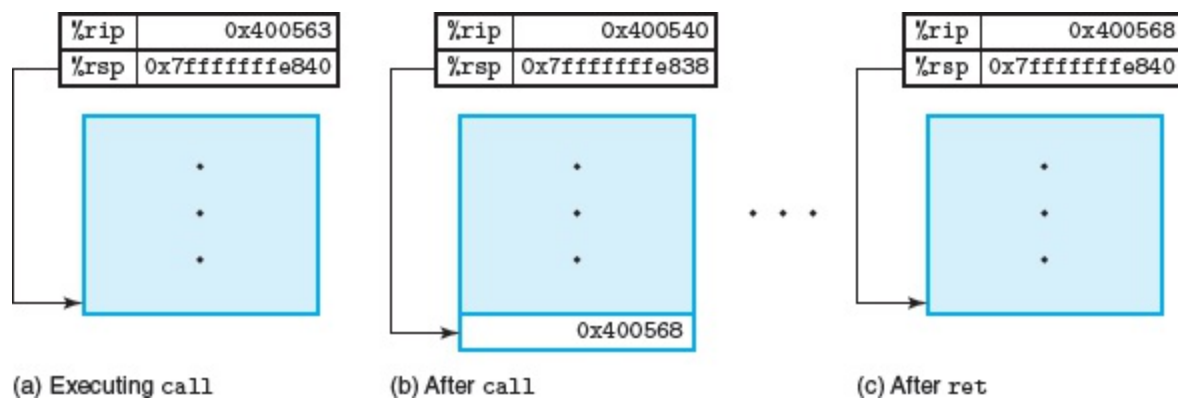 %rip 0x400563
%rsp 0x7fffffffe840
(a) Executing call
%rip 0x400540
%rsp 0x7fffffffe838
0x400568
(b) After call
%rip 0x400568
%rsp 0x7fffffffe840
(c) After ret